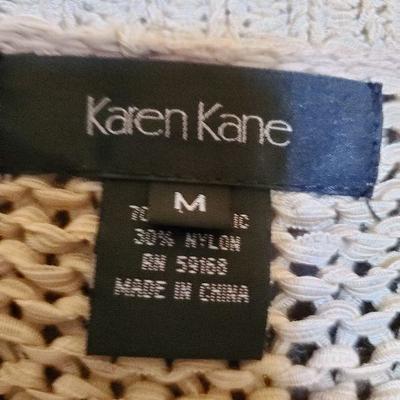 Karen Kane
M
30% NYLON
RN 59168
MADE IN CHINA